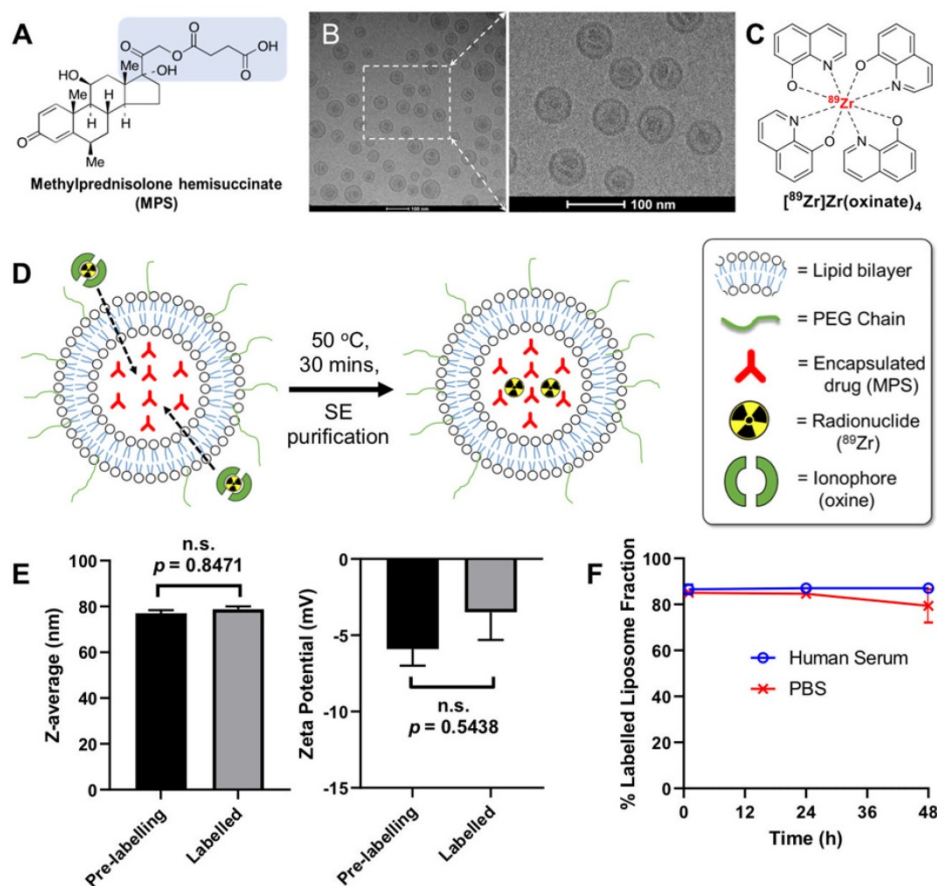 A
O
OH
HO
Me
OH
Me
H
H
H
O
Me
Methylprednisolone hemisuccinate
(MPS)
B
100 nm
100 nm
C
N
O
O
N
89Zr
N
O
O
N
[89Zr]Zr(oxinate)4
D
50 oC,
30 mins,
SE
purification
= Lipid bilayer
= PEG Chain
= Encapsulated
drug (MPS)
= Radionuclide
(89Zr)
= Ionophore
(oxine)
E
n.s.
p = 0.8471
Z-average (nm)
100
80
60
40
20
0
Pre-labelling
Labelled
Zeta Potential (mV)
0
-5
-10
-15
n.s.
p = 0.5438
Pre-labelling
Labelled
F
% Labelled Liposome Fraction
100
80
60
40
20
0
Human Serum
PBS
0
12
24
36
48
Time (h)